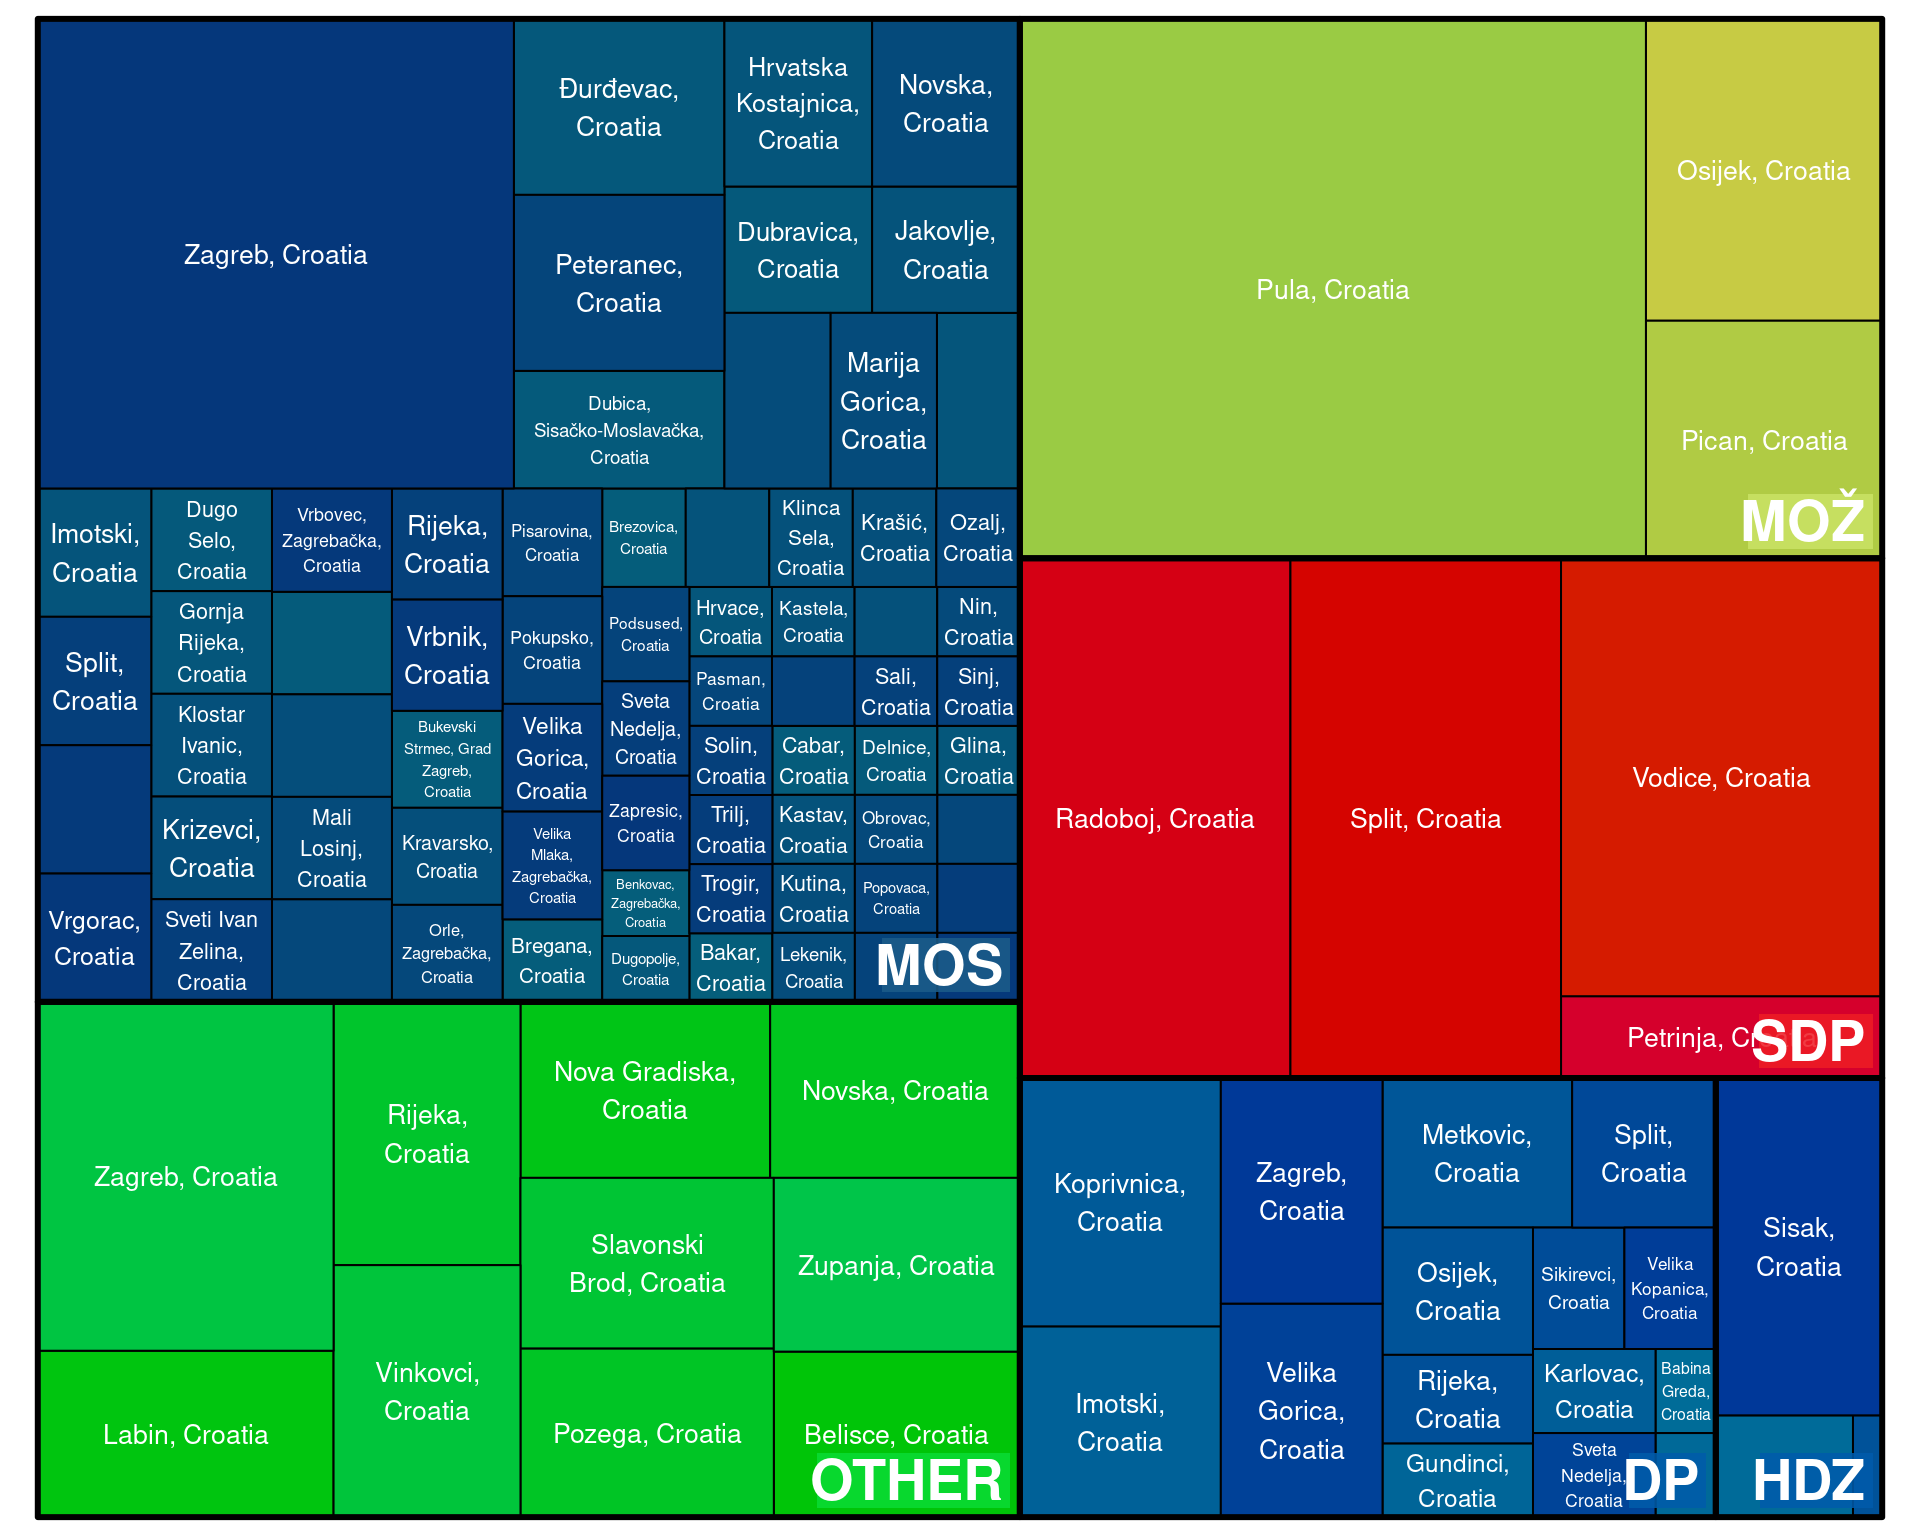 Zagreb, Croatia
Đurđevac,
Croatia
Hrvatska
Kostajnica,
Croatia
Novska,
Croatia
Peteranec,
Croatia
Dubravica,
Croatia
Jakovlje,
Croatia
Dubica,
Sisačko-Moslavačka,
Croatia
Marija
Gorica,
Croatia
Imotski,
Croatia
Split,
Croatia
Vrgorac,
Croatia
Dugo
Selo,
Croatia
Gornja
Rijeka,
Croatia
Klostar
Ivanic,
Croatia
Krizevci,
Croatia
Sveti Ivan
Zelina,
Croatia
Vrbovec,
Zagrebačka,
Croatia
Mali
Losinj,
Croatia
Rijeka,
Croatia
Vrbnik,
Croatia
Bukevski
Strmec, Grad
Zagreb,
Croatia
Kravarsko,
Croatia
Orle,
Zagrebačka,
Croatia
Pisarovina,
Croatia
Pokupsko,
Croatia
Velika
Gorica,
Croatia
Velika
Mlaka,
Zagrebačka,
Croatia
Bregana,
Croatia
Brezovica,
Croatia
Klinca
Sela,
Croatia
Krašić,
Croatia
Ozalj,
Croatia
Podsused,
Croatia
Sveta
Nedelja,
Croatia
Zapresic,
Croatia
Benkovac,
Zagrebačka,
Croatia
Dugopolje,
Croatia
Hrvace,
Croatia
Kastela,
Croatia
Nin,
Croatia
Pasman,
Croatia
Sali,
Croatia
Sinj,
Croatia
Solin,
Croatia
Cabar,
Croatia
Delnice,
Croatia
Glina,
Croatia
Trilj,
Croatia
Kastav,
Croatia
Obrovac,
Croatia
Trogir,
Croatia
Kutina,
Croatia
Popovaca,
Croatia
Bakar,
Croatia
Lekenik,
Croatia
MOS
Pula, Croatia
Osijek, Croatia
Pican, Croatia
MOŽ
Radoboj, Croatia
Split, Croatia
Vodice, Croatia
Petrinja, Croatia
SDP
Zagreb, Croatia
Labin, Croatia
Rijeka,
Croatia
Vinkovci,
Croatia
Nova Gradiska,
Croatia
Novska, Croatia
Slavonski
Brod, Croatia
Zupanja, Croatia
Pozega, Croatia
Belisce, Croatia
OTHER
Koprivnica,
Croatia
Imotski,
Croatia
Zagreb,
Croatia
Velika
Gorica,
Croatia
Metkovic,
Croatia
Split,
Croatia
Osijek,
Croatia
Sikirevci,
Croatia
Velika
Kopanica,
Croatia
Rijeka,
Croatia
Karlovac,
Croatia
Babina
Greda,
Croatia
Gundinci,
Croatia
Sveta
Nedelja,
Croatia
DP
Sisak,
Croatia
HDZ